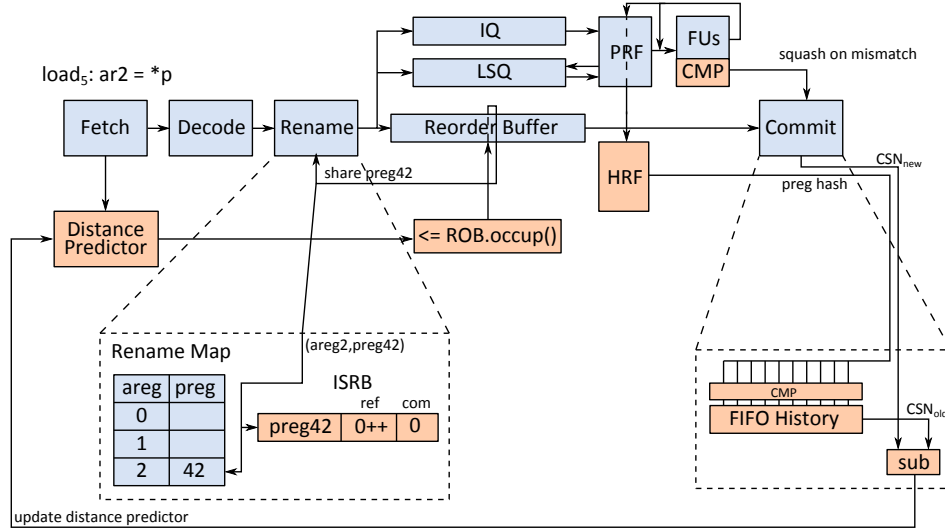 IQ
PRF
FUs
CMP
squash on mismatch
load5: ar2 = *p
LSQ
Fetch
Decode
Rename
Reorder Buffer
Commit
CSNnew
share preg42
HRF
preg hash
Distance
Predictor
<= ROB.occup()
(areg2,preg42)
Rename Map
ISRB
areg preg
ref com
0
preg42 0++ 0
1
2 42
CMP
FIFO History
CSNold
sub
update distance predictor